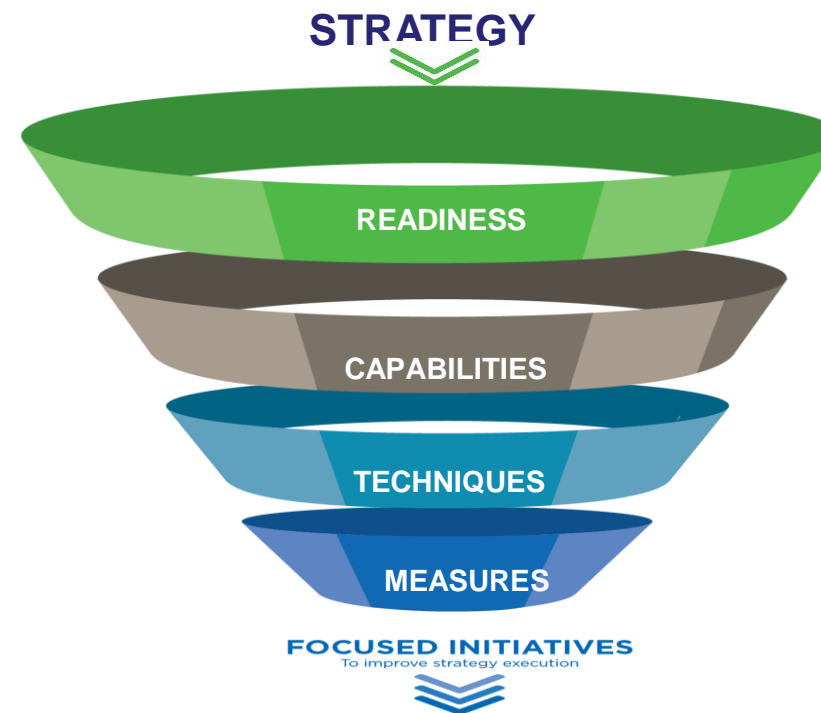 STRATEGY
READINESS
CAPABILITIES
TECHNIQUES
MEASURES
FOCUSED INITIATIVES
To improve strategy execution